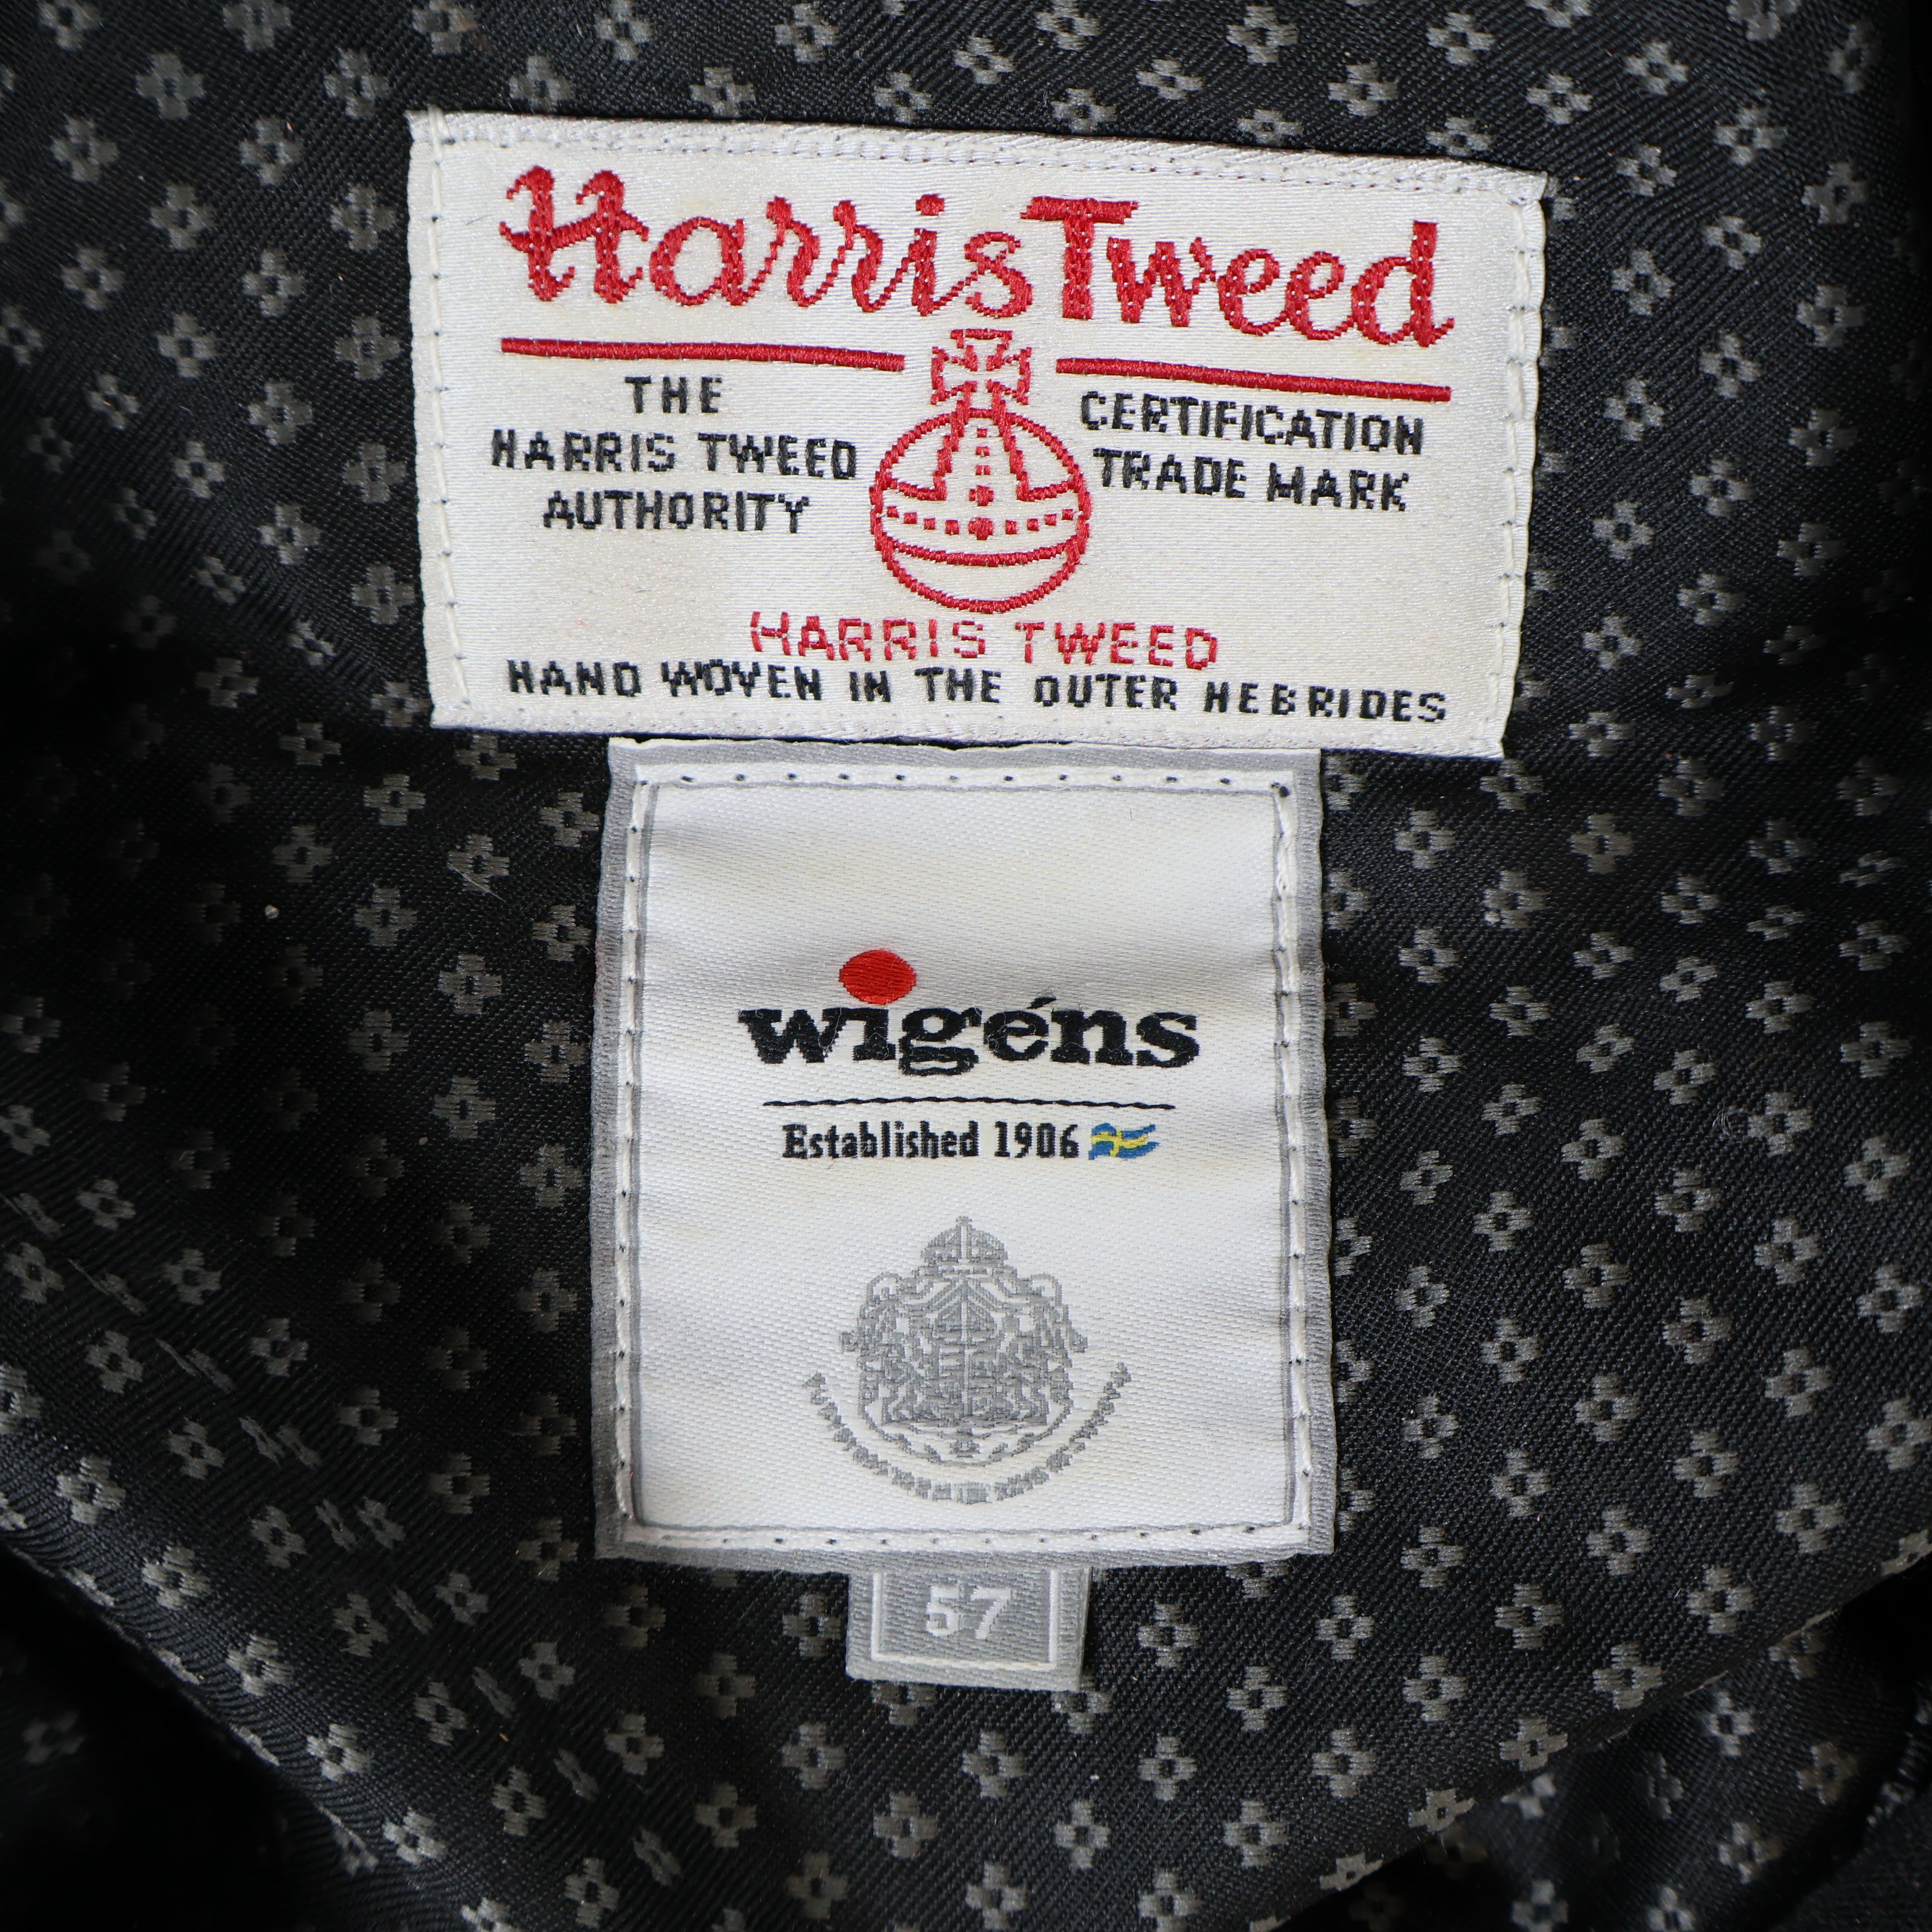 Harris Tweed
THE
HARRIS TWEED
AUTHORITY
CERTIFICATION
TRADE MARK
HARRIS TWEED
HAND WOVEN IN THE OUTER HEBRIDES
wigéns
Established 1906
57